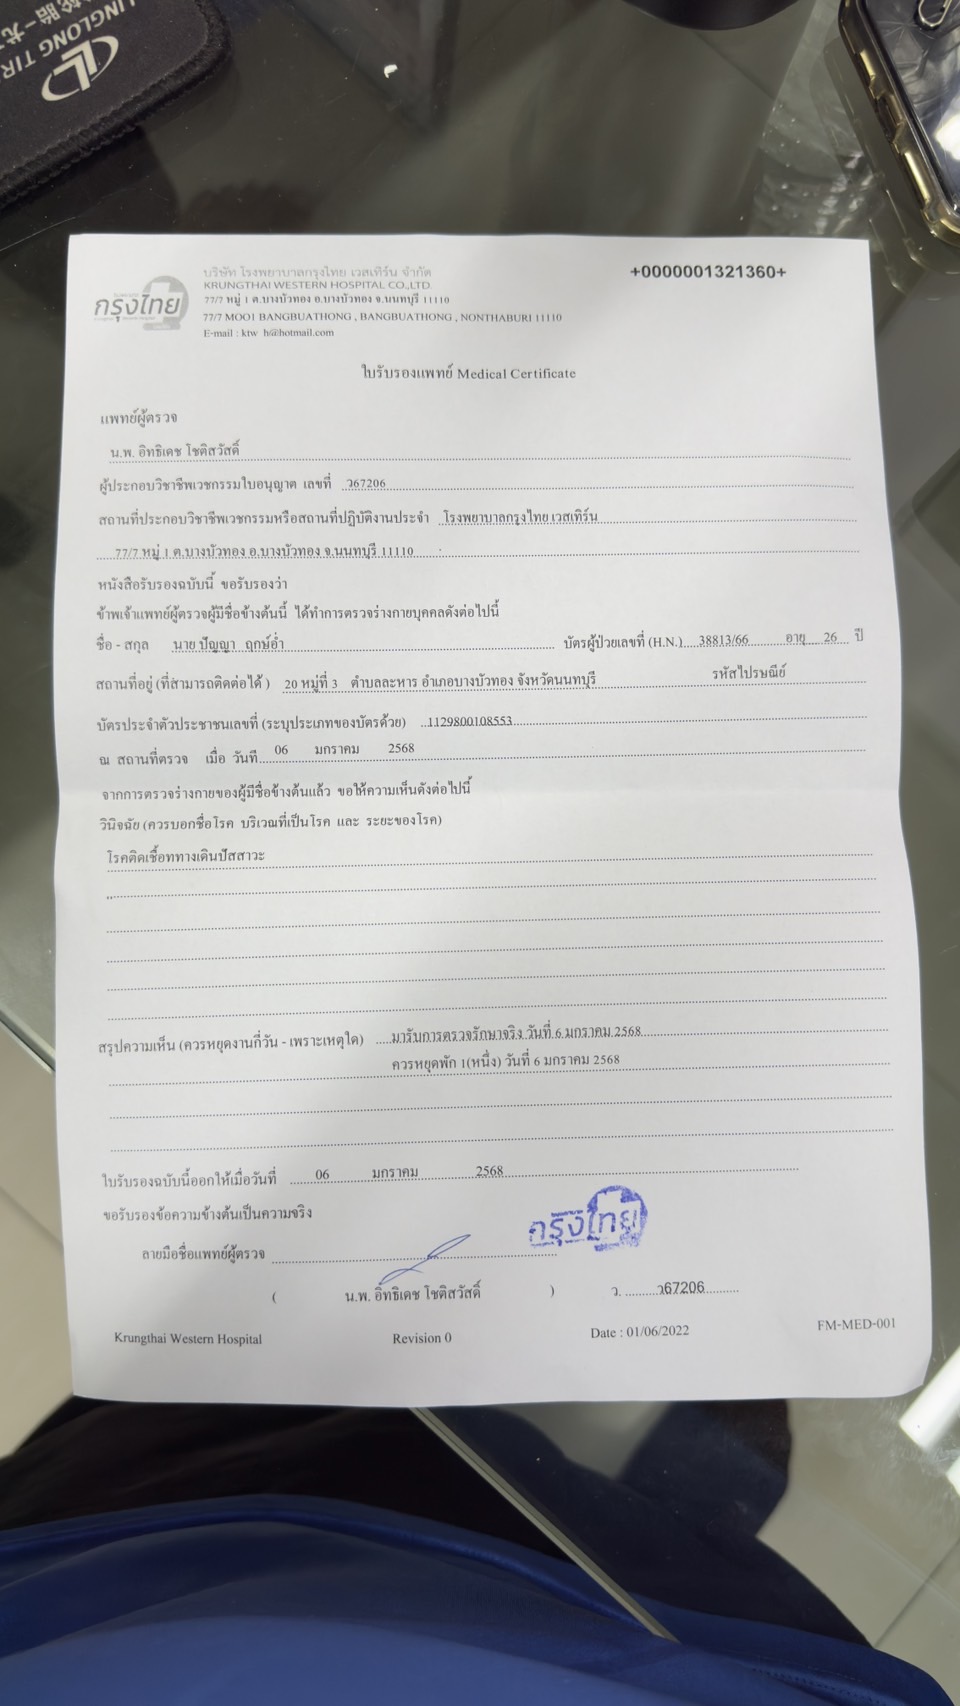 LINGLONG TIR
กรุงไทย
บริษัท โรงพยาบาลกรุงไทย เวสเทิร์น จำกัด
KRUNGTHAI WESTERN HOSPITAL CO.,LTD.
77/7 หมู่ 1 ต.บางบัวทอง อ.บางบัวทอง จ.นนทบุรี 11110
77/7 MOO1 BANGBUATHONG , BANGBUATHONG , NONTHABURI 11110
E-mail : ktw h@hotmail.com
+0000001321360+
ใบรับรองแพทย์ Medical Certificate
แพทย์ผู้ตรวจ
น.พ. อิทธิเดช โชติสวัสดิ์
ผู้ประกอบวิชาชีพเวชกรรมใบอนุญาต เลขที่ ว67206
สถานที่ประกอบวิชาชีพเวชกรรมหรือสถานที่ปฏิบัติงานประจำ โรงพยาบาลกรุงไทย เวสเทิร์น
77/7 หมู่ 1 ต.บางบัวทอง อ.บางบัวทอง จ.นนทบุรี 11110
หนังสือรับรองฉบับนี้ ขอรับรองว่า
ข้าพเจ้าแพทย์ผู้ตรวจผู้มีชื่อข้างต้นนี้ ได้ทำการตรวจร่างกายบุคคลดังต่อไปนี้
ชื่อ - สกุล นาย ปัญญา ฤกษ์อ่ำ บัตรผู้ป่วยเลขที่ (H.N.) 38813/66 อายุ 26 ปี
สถานที่อยู่ (ที่สามารถติดต่อได้ ) 20 หมู่ที่ 3 ตำบลละหาร อำเภอบางบัวทอง จังหวัดนนทบุรี รหัสไปรษณีย์
บัตรประจำตัวประชาชนเลขที่ (ระบุประเภทของบัตรด้วย) 1129800108553
ณ สถานที่ตรวจ เมื่อ วันที่ 06 มกราคม 2568
จากการตรวจร่างกายของผู้มีชื่อข้างต้นแล้ว ขอให้ความเห็นดังต่อไปนี้
วินิจฉัย (ควรบอกชื่อโรค บริเวณที่เป็นโรค และ ระยะของโรค)
โรคติดเชื้อทางเดินปัสสาวะ
สรุปความเห็น (ควรหยุดงานกี่วัน - เพราะเหตุใด) มารับการตรวจรักษาจริง วันที่ 6 มกราคม 2568
ควรหยุดพัก 1(หนึ่ง) วันที่ 6 มกราคม 2568
ใบรับรองฉบับนี้ออกให้เมื่อวันที่ 06 มกราคม 2568
ขอรับรองข้อความข้างต้นเป็นความจริง
กรุงไทย
ลายมือชื่อแพทย์ผู้ตรวจ
( น.พ. อิทธิเดช โชติสวัสดิ์ ) ว. ว67206
Krungthai Western Hospital Revision 0 Date : 01/06/2022 FM-MED-001